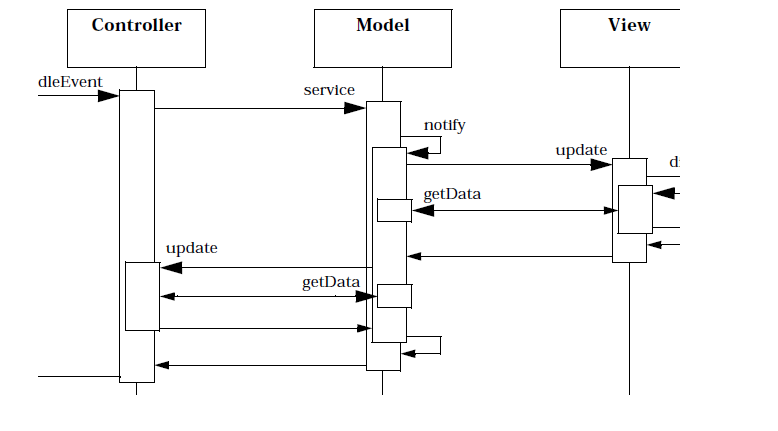 Controller
Model
View
dleEvent
service
notify
update
getData
update
getData